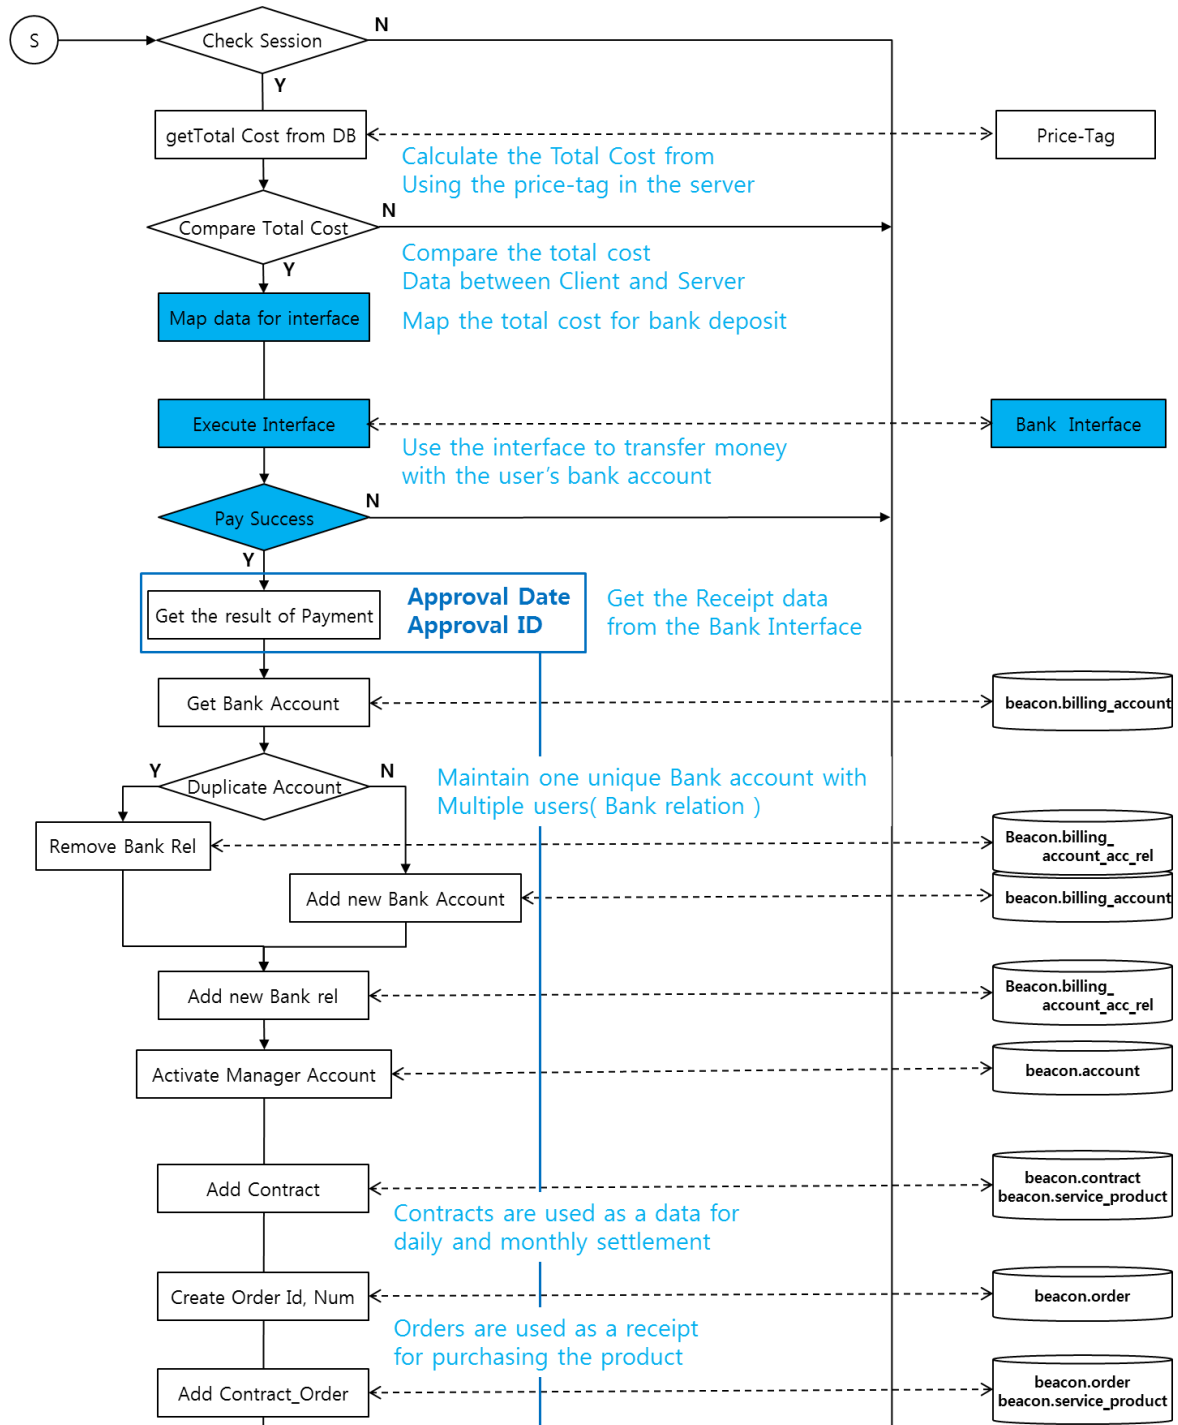 S
Check Session
N
Y
getTotal Cost from DB
Price-Tag
Calculate the Total Cost from
Using the price-tag in the server
Compare Total Cost
N
Y
Compare the total cost
Data between Client and Server
Map data for interface
Map the total cost for bank deposit
Execute Interface
Bank Interface
Use the interface to transfer money
with the user’s bank account
Pay Success
N
Y
Get the result of Payment
Approval Date
Approval ID
Get the Receipt data
from the Bank Interface
Get Bank Account
beacon.billing_account
Duplicate Account
Y
N
Maintain one unique Bank account with
Multiple users( Bank relation )
Remove Bank Rel
Beacon.billing_
account_acc_rel
Add new Bank Account
beacon.billing_account
Add new Bank rel
Beacon.billing_
account_acc_rel
Activate Manager Account
beacon.account
Add Contract
beacon.contract
beacon.service_product
Contracts are used as a data for
daily and monthly settlement
Create Order Id, Num
beacon.order
Orders are used as a receipt
for purchasing the product
Add Contract_Order
beacon.order
beacon.service_product